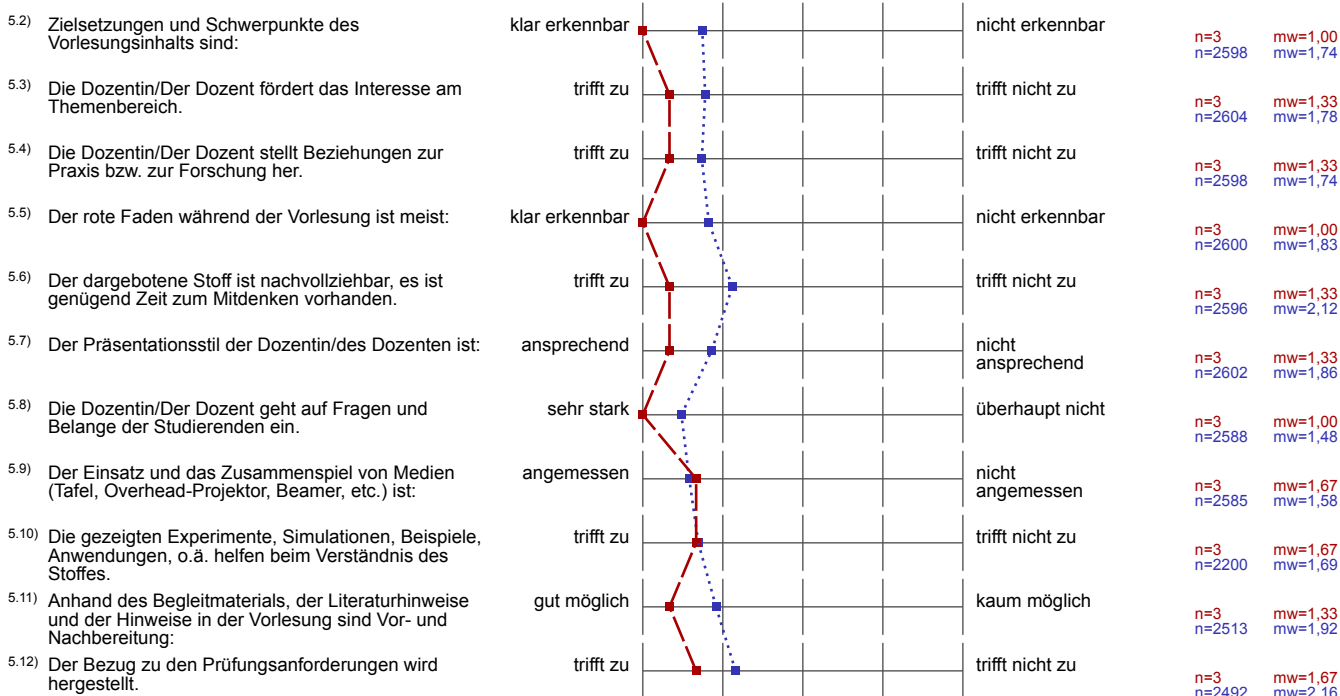 5.2) Zielsetzungen und Schwerpunkte des
Vorlesungsinhalts sind:
klar erkennbar
nicht erkennbar
n=3 mw=1,00
n=2598 mw=1,74
5.3) Die Dozentin/Der Dozent fördert das Interesse am
Themenbereich.
trifft zu
trifft nicht zu
n=3 mw=1,33
n=2604 mw=1,78
5.4) Die Dozentin/Der Dozent stellt Beziehungen zur
Praxis bzw. zur Forschung her.
trifft zu
trifft nicht zu
n=3 mw=1,33
n=2598 mw=1,74
5.5) Der rote Faden während der Vorlesung ist meist:
klar erkennbar
nicht erkennbar
n=3 mw=1,00
n=2600 mw=1,83
5.6) Der dargebotene Stoff ist nachvollziehbar, es ist
genügend Zeit zum Mitdenken vorhanden.
trifft zu
trifft nicht zu
n=3 mw=1,33
n=2596 mw=2,12
5.7) Der Präsentationsstil der Dozentin/des Dozenten ist:
ansprechend
nicht
ansprechend
n=3 mw=1,33
n=2602 mw=1,86
5.8) Die Dozentin/Der Dozent geht auf Fragen und
Belange der Studierenden ein.
sehr stark
überhaupt nicht
n=3 mw=1,00
n=2588 mw=1,48
5.9) Der Einsatz und das Zusammenspiel von Medien
(Tafel, Overhead-Projektor, Beamer, etc.) ist:
angemessen
nicht
angemessen
n=3 mw=1,67
n=2585 mw=1,58
5.10) Die gezeigten Experimente, Simulationen, Beispiele,
Anwendungen, o.ä. helfen beim Verständnis des
Stoffes.
trifft zu
trifft nicht zu
n=3 mw=1,67
n=2200 mw=1,69
5.11) Anhand des Begleitmaterials, der Literaturhinweise
und der Hinweise in der Vorlesung sind Vor- und
Nachbereitung:
gut möglich
kaum möglich
n=3 mw=1,33
n=2513 mw=1,92
5.12) Der Bezug zu den Prüfungsanforderungen wird
hergestellt.
trifft zu
trifft nicht zu
n=3 mw=1,67
n=2492 mw=2,16